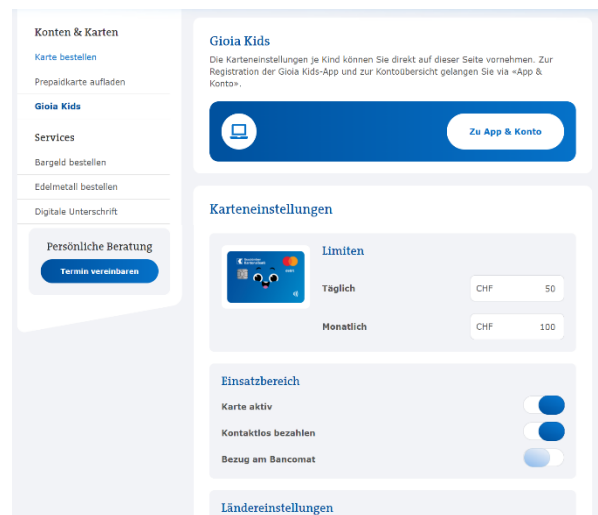 Konten & Karten
Karte bestellen
Prepaidkarte aufladen
Gioia Kids
Services
Bargeld bestellen
Edelmetall bestellen
Digitale Unterschrift
Persönliche Beratung
Termin vereinbaren
Gioia Kids
Die Karteneinstellungen je Kind können Sie direkt auf dieser Seite vornehmen. Zur
Registration der Gioia Kids-App und zur Kontoübersicht gelangen Sie via «App &
Konto».
Zu App & Konto
Karteneinstellungen
Limiten
Täglich
CHF 50
Monatlich
CHF 100
Einsatzbereich
Karte aktiv
Kontaktlos bezahlen
Bezug am Bancomat
Ländereinstellungen